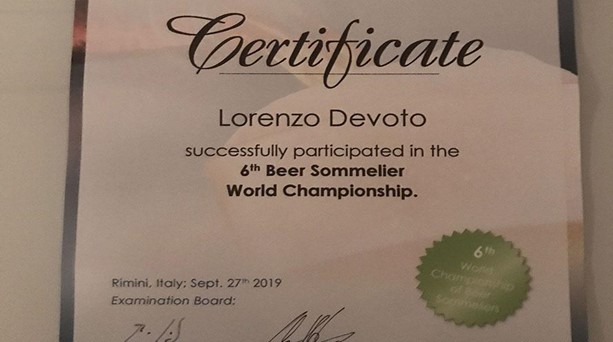 Certificate
Lorenzo Devoto
successfully participated in the
6th Beer Sommelier
World Championship.
Rimini, Italy; Sept. 27th 2019
Examination Board:
6th
World
Championship
of Beer
Sommeliers